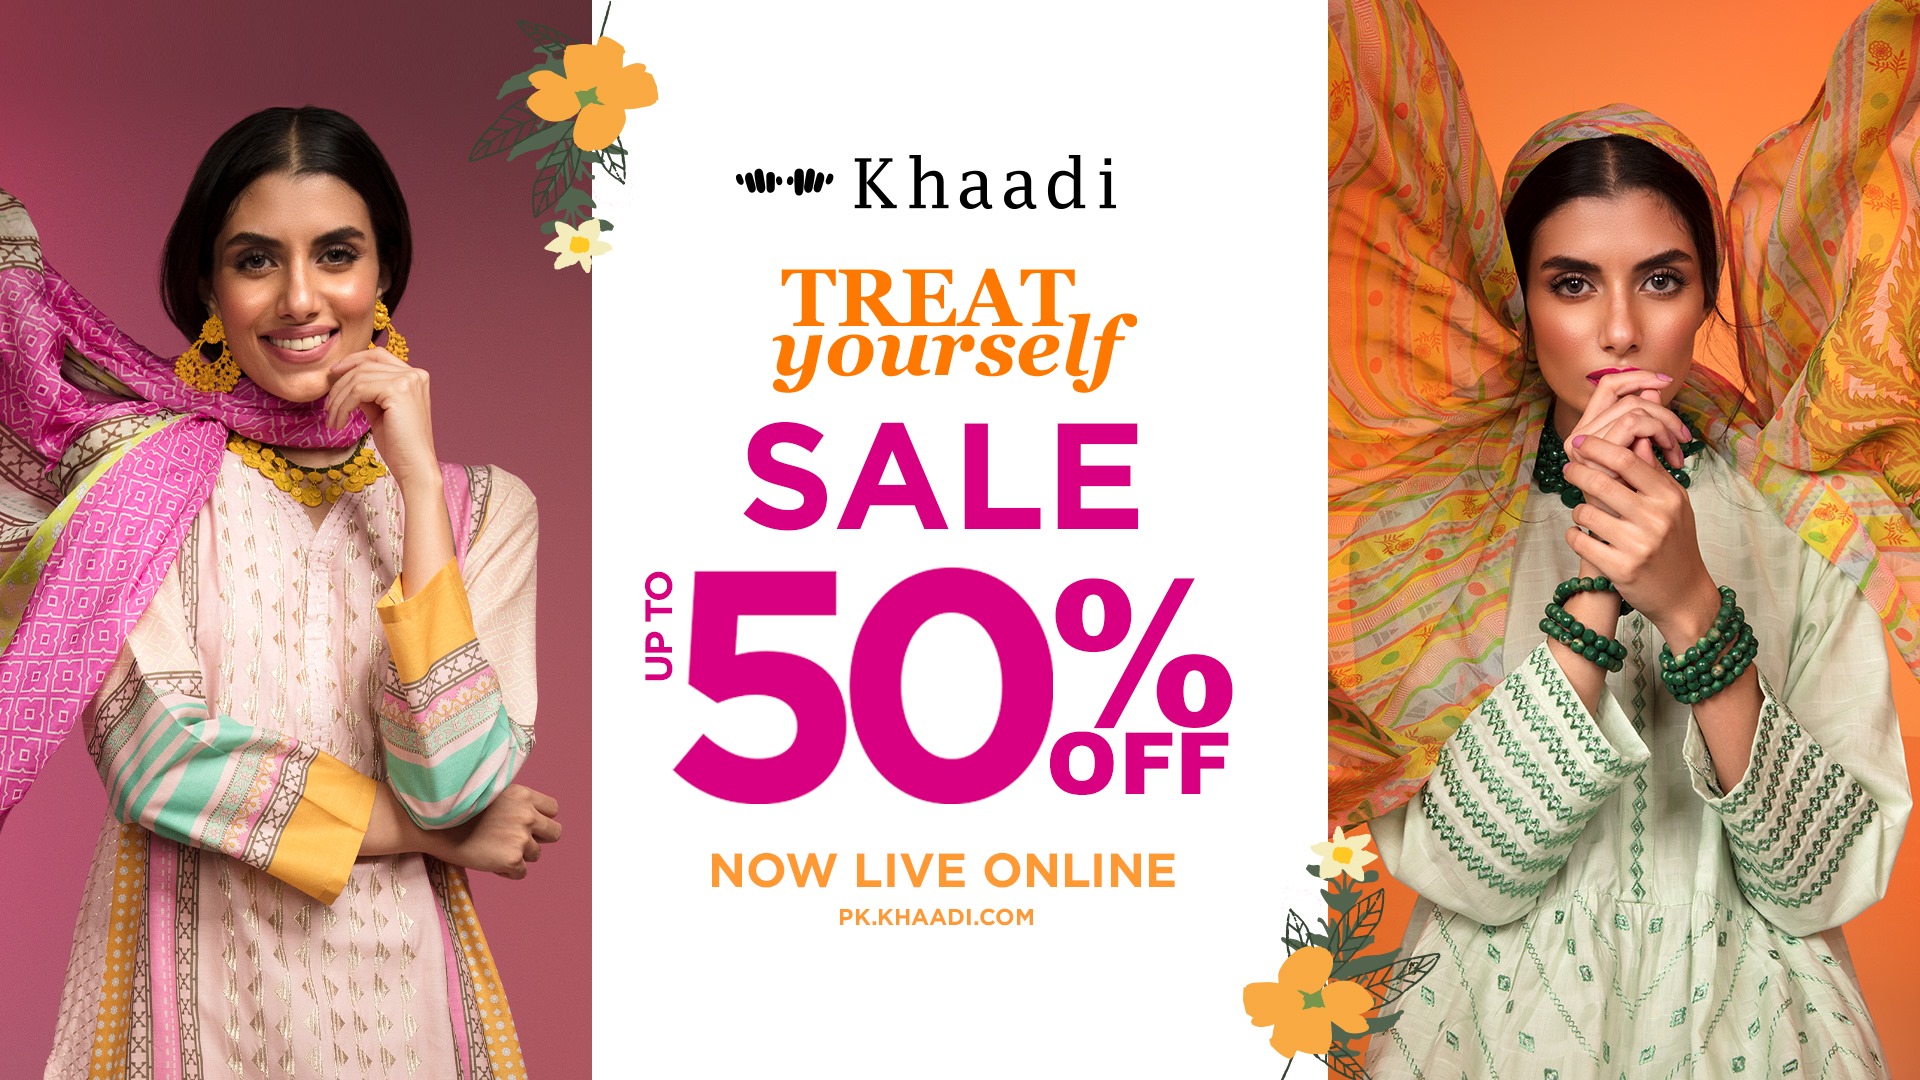 Khaadi
TREAT
yourself
SALE
UP TO
50%
OFF
NOW LIVE ONLINE
PK.KHAADI.COM